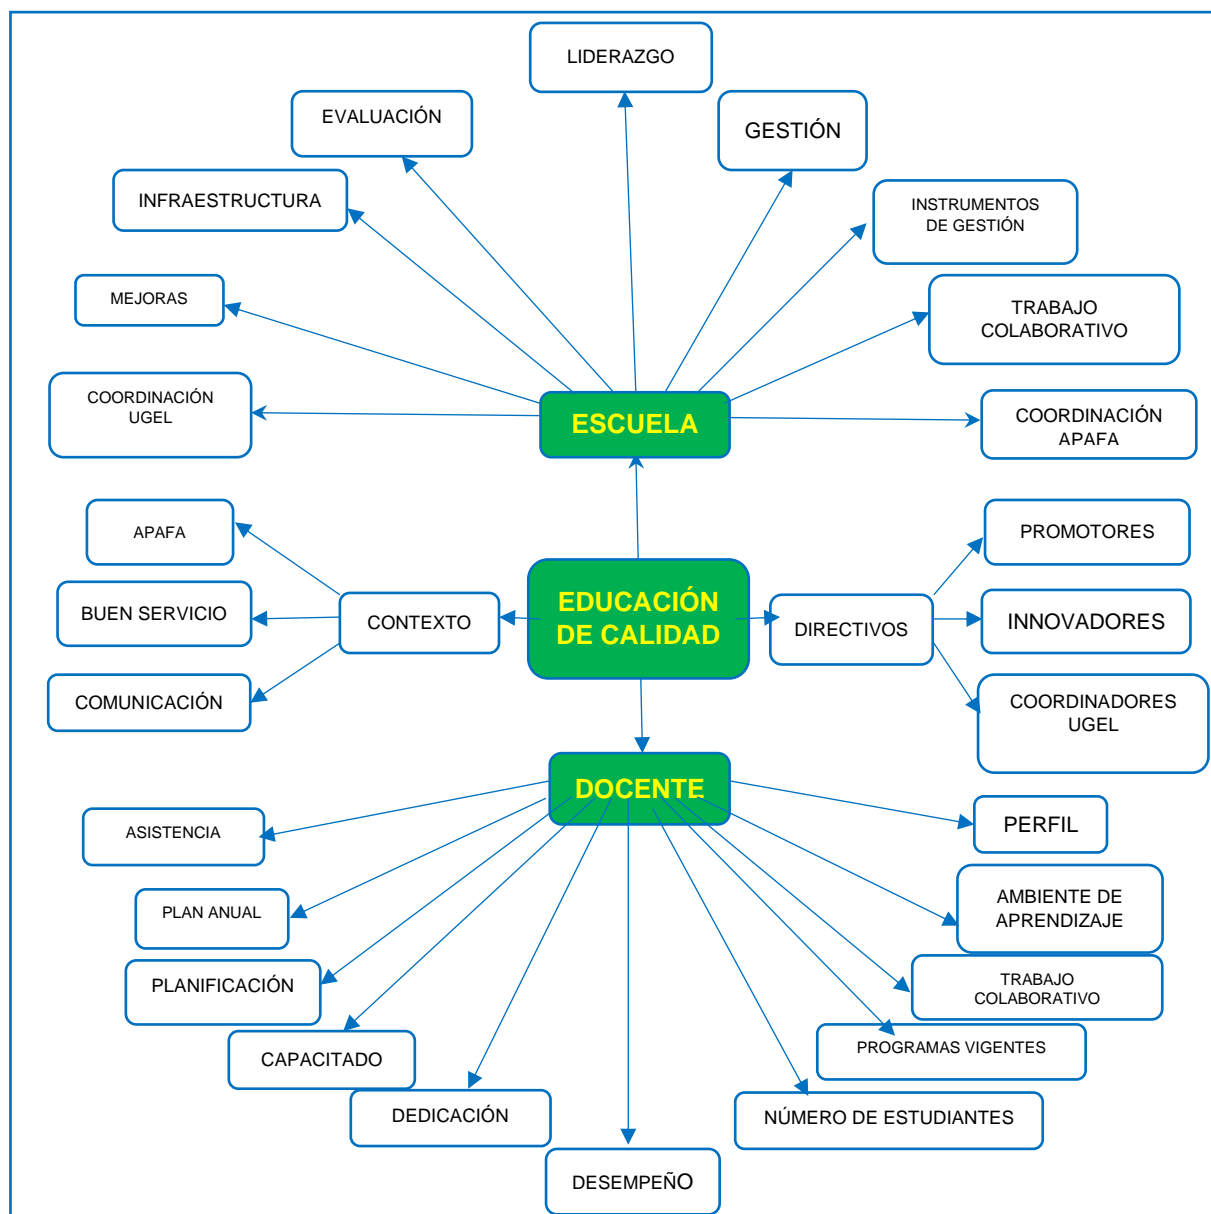 LIDERAZGO
EVALUACIÓN
GESTIÓN
INFRAESTRUCTURA
INSTRUMENTOS
DE GESTIÓN
MEJORAS
TRABAJO
COLABORATIVO
COORDINACIÓN
UGEL
ESCUELA
COORDINACIÓN
APAFA
APAFA
PROMOTORES
EDUCACIÓN
DE CALIDAD
BUEN SERVICIO
CONTEXTO
DIRECTIVOS
INNOVADORES
COMUNICACIÓN
COORDINADORES
UGEL
DOCENTE
ASISTENCIA
PERFIL
PLAN ANUAL
AMBIENTE DE
APRENDIZAJE
PLANIFICACIÓN
TRABAJO
COLABORATIVO
CAPACITADO
PROGRAMAS VIGENTES
DEDICACIÓN
NÚMERO DE ESTUDIANTES
DESEMPEÑO